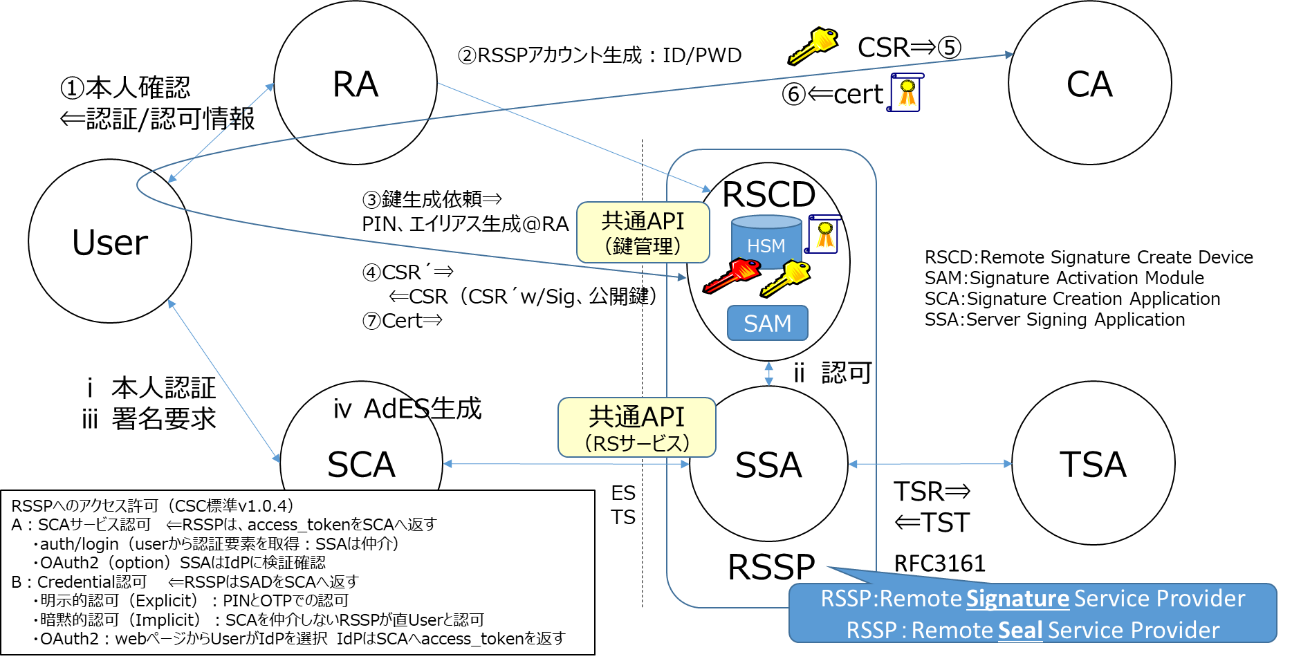 ②RSSPアカウント生成：ID/PWD
CSR⇒⑤
RA
CA
①本人確認
⇐認証/認可情報
⑥⇐cert
User
③鍵生成依頼⇒
PIN、エイリアス生成@RA
共通API
（鍵管理）
RSCD
HSM
④CSR´⇒
⇐CSR（CSR´w/Sig、公開鍵）
⑦Cert⇒
SAM
RSCD:Remote Signature Create Device
SAM:Signature Activation Module
SCA:Signature Creation Application
SSA:Server Signing Application
ⅱ 認可
ⅰ 本人認証
ⅲ 署名要求
ⅳ AdES生成
共通API
（RSサービス）
SCA
SSA
TSA
ES
TS
TSR⇒
⇐TST
RFC3161
RSSP
RSSPへのアクセス許可（CSC標準v1.0.4）
A：SCAサービス認可　⇐RSSPは、access_tokenをSCAへ返す
・auth/login（userから認証要素を取得：SSAは仲介）
・OAuth2（option）SSAはIdPに検証確認
B：Credential認可　⇐RSSPはSADをSCAへ返す
・明示的認可（Explicit）：PINとOTPでの認可
・暗黙的認可（Implicit）：SCAを仲介しないRSSPが直Userと認可
・OAuth2：webページからUserがIdPを選択 IdPはSCAへaccess_tokenを返す
RSSP:Remote Signature Service Provider
RSSP：Remote Seal Service Provider